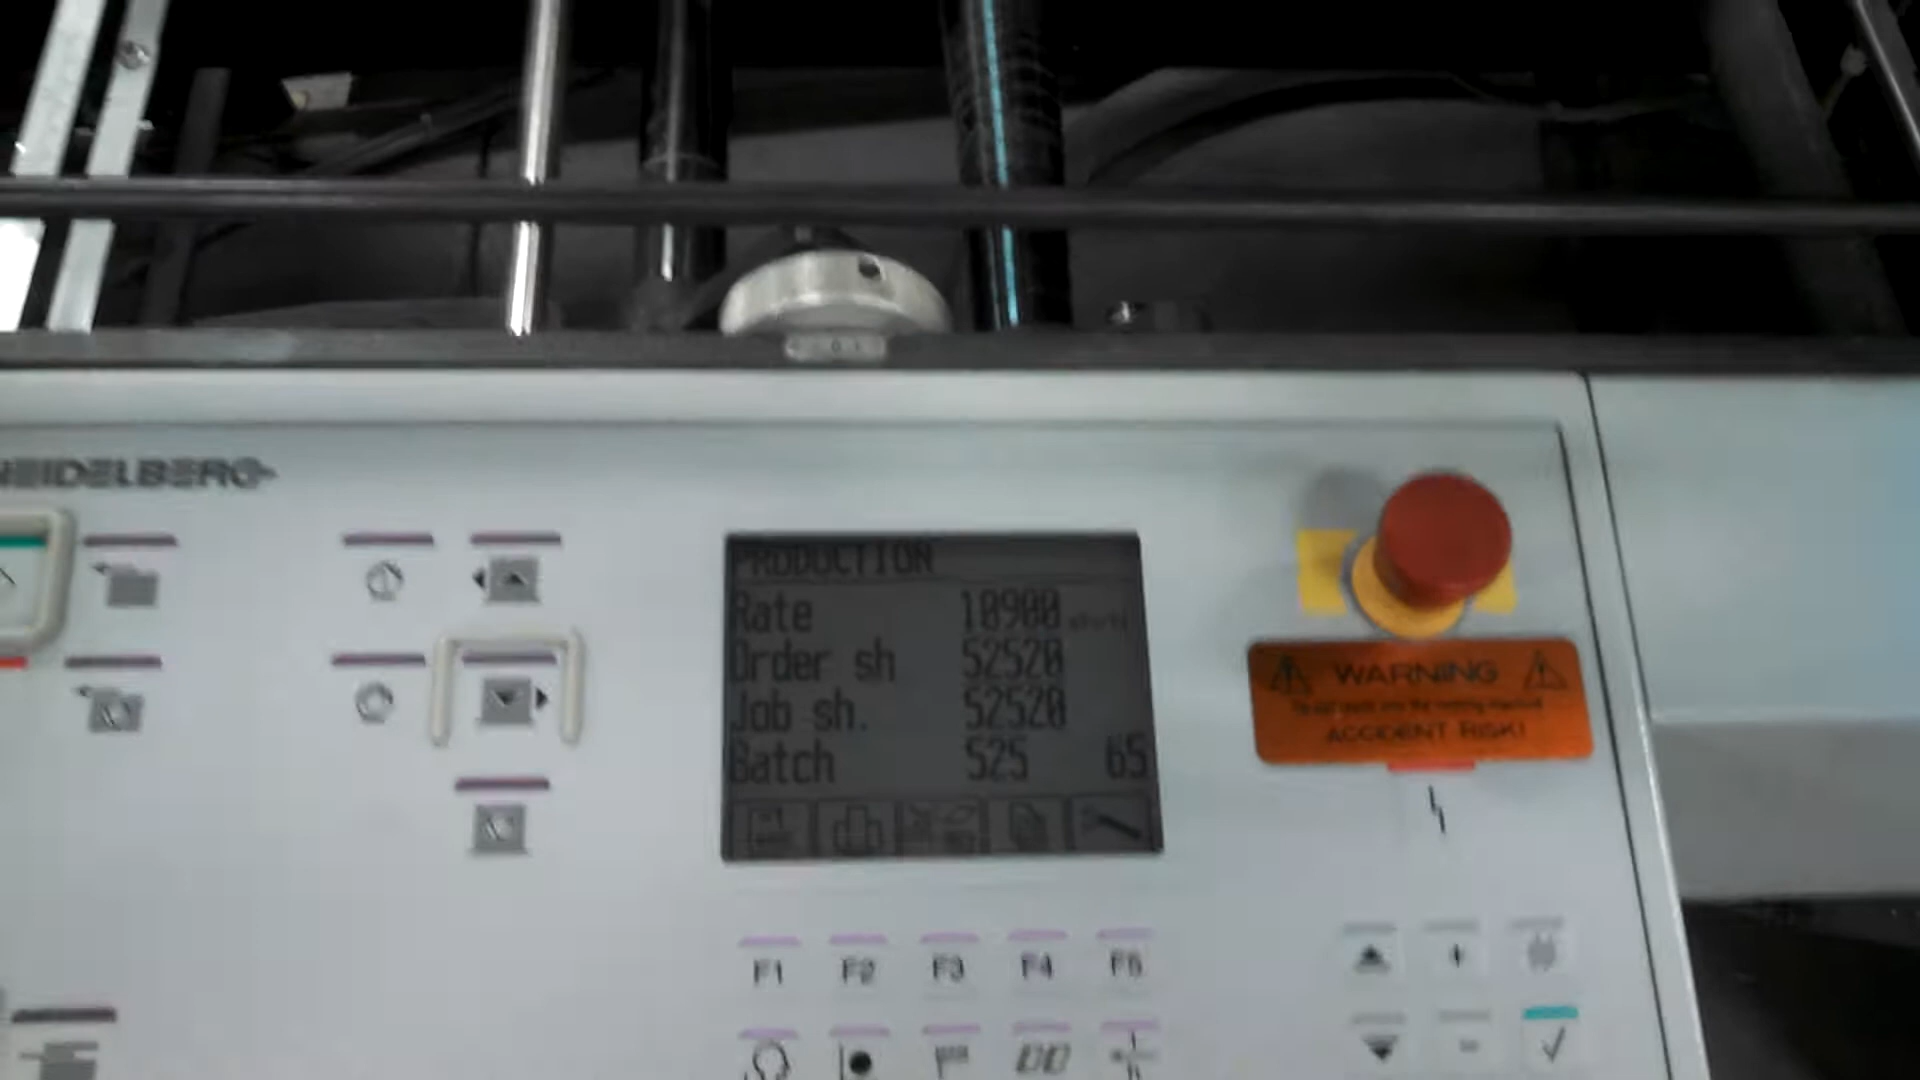 HEIDELBERG
PRODUCTION
Rate 10900
Order sh 52520
Job sh. 52520
Batch 525 65
WARNING
ACCIDENT RISK!
F1 F2 F3 F4 F5
+
-